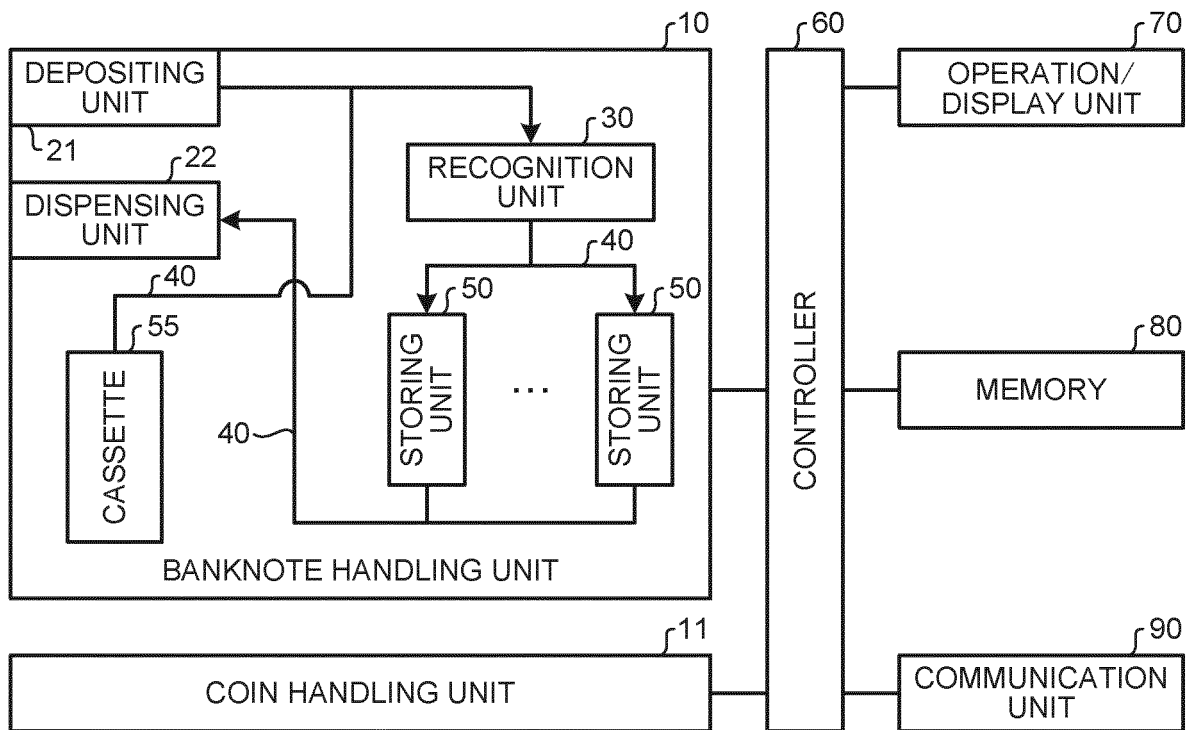 10
60
70
DEPOSITING
UNIT
OPERATION/
DISPLAY UNIT
21
30
22
RECOGNITION
UNIT
DISPENSING
UNIT
40
40
50
50
55
80
CASSETTE
STORING
UNIT
...
STORING
UNIT
CONTROLLER
MEMORY
40
BANKNOTE HANDLING UNIT
11
90
COIN HANDLING UNIT
COMMUNICATION
UNIT